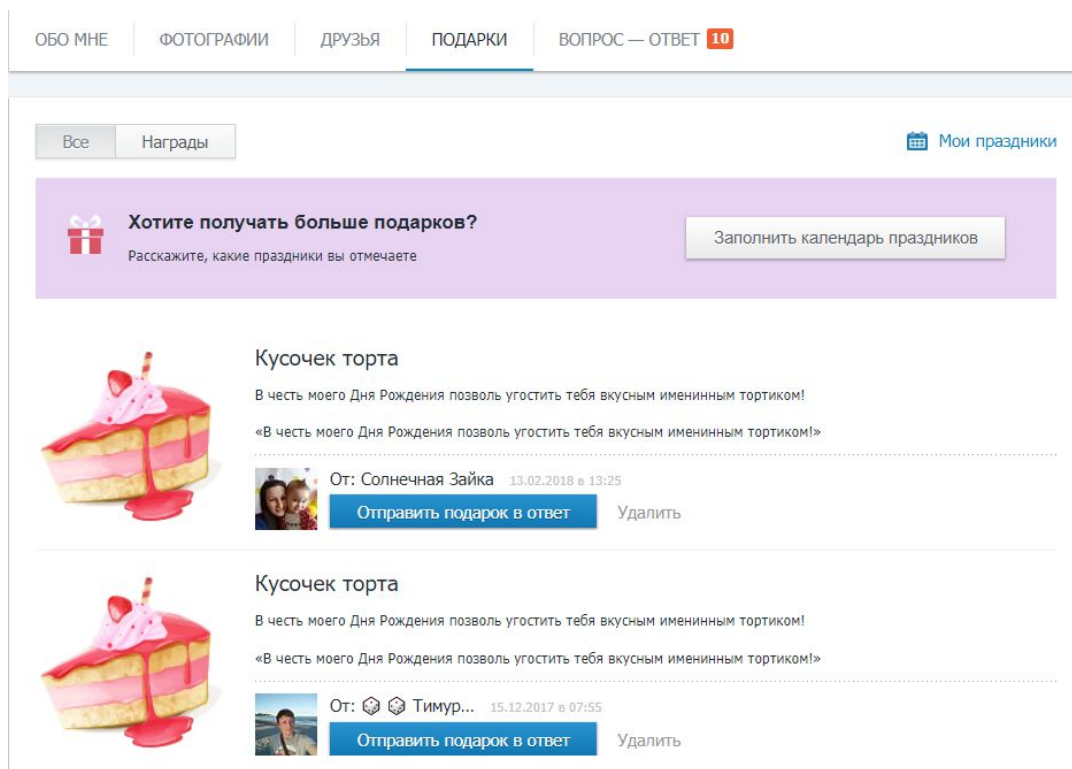 ОБО МНЕ ФОТОГРАФИИ ДРУЗЬЯ ПОДАРКИ ВОПРОС — ОТВЕТ 10
Все Награды Мои праздники
Хотите получать больше подарков?
Расскажите, какие праздники вы отмечаете
Заполнить календарь праздников
Кусочек торта
В честь моего Дня Рождения позволь угостить тебя вкусным именинным тортиком!
«В честь моего Дня Рождения позволь угостить тебя вкусным именинным тортиком!»
От: Солнечная Зайка 13.02.2018 в 13:25
Отправить подарок в ответ Удалить
Кусочек торта
В честь моего Дня Рождения позволь угостить тебя вкусным именинным тортиком!
«В честь моего Дня Рождения позволь угостить тебя вкусным именинным тортиком!»
От: 🎲 🎲 Тимур... 15.12.2017 в 07:55
Отправить подарок в ответ Удалить